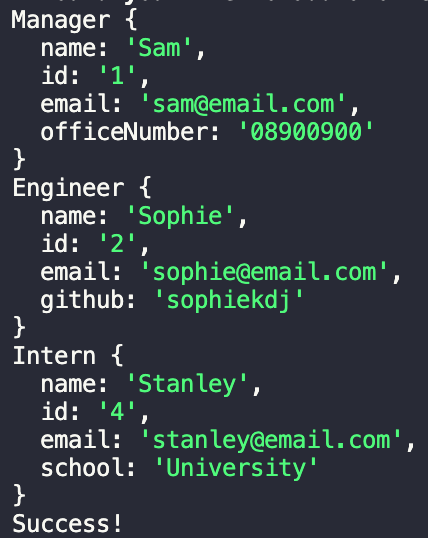 Manager {
  name: 'Sam',
  id: '1',
  email: 'sam@email.com',
  officeNumber: '08900900'
}
Engineer {
  name: 'Sophie',
  id: '2',
  email: 'sophie@email.com',
  github: 'sophiekdj'
}
Intern {
  name: 'Stanley',
  id: '4',
  email: 'stanley@email.com',
  school: 'University'
}
Success!